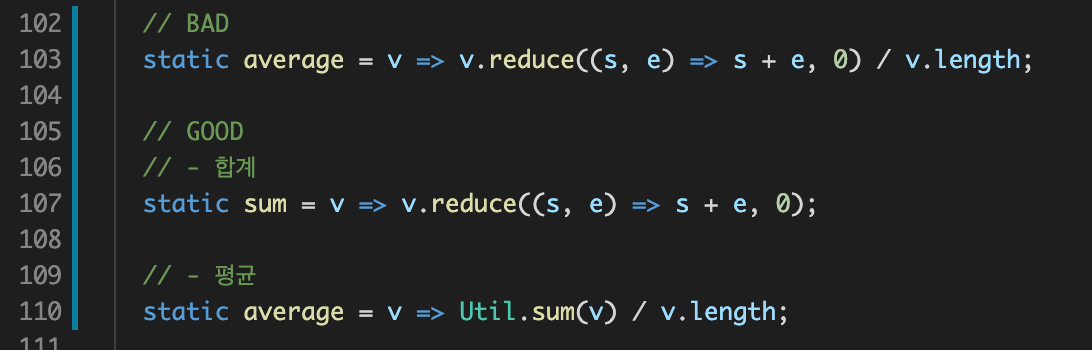 102 // BAD
103 static average = v => v.reduce((s, e) => s + e, 0) / v.length;
104
105 // GOOD
106 // - 합계
107 static sum = v => v.reduce((s, e) => s + e, 0);
108
109 // - 평균
110 static average = v => Util.sum(v) / v.length;
111